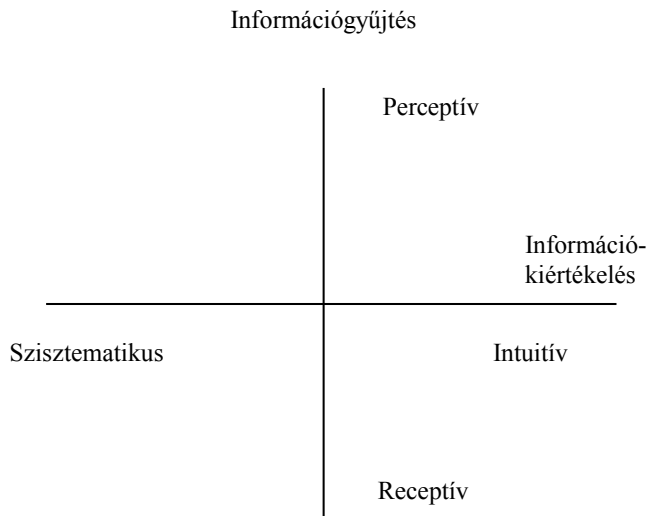 Információgyűjtés
Perceptív
Információ-
kiértékelés
Szisztematikus
Intuitív
Receptív